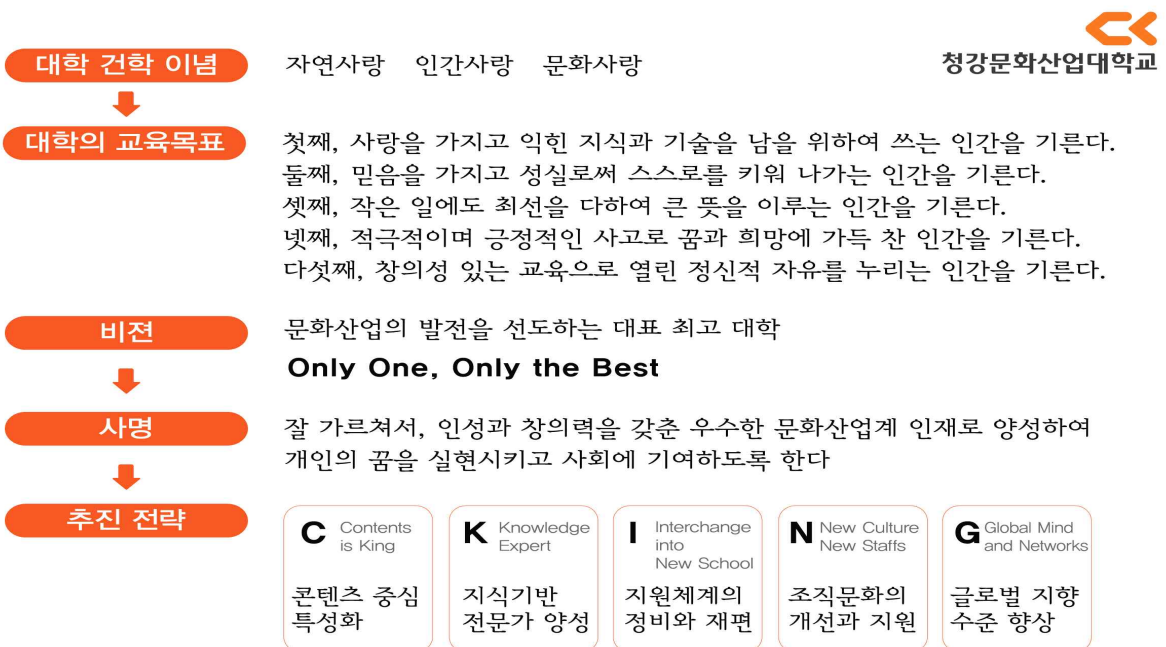 청강문화산업대학교
대학 건학 이념
자연사랑 인간사랑 문화사랑
대학의 교육목표
첫째, 사랑을 가지고 익힌 지식과 기술을 남을 위하여 쓰는 인간을 기른다.
둘째, 믿음을 가지고 성실로써 스스로를 키워 나가는 인간을 기른다.
셋째, 작은 일에도 최선을 다하여 큰 뜻을 이루는 인간을 기른다.
넷째, 적극적이며 긍정적인 사고로 꿈과 희망에 가득 찬 인간을 기른다.
다섯째, 창의성 있는 교육으로 열린 정신적 자유를 누리는 인간을 기른다.
비젼
문화산업의 발전을 선도하는 대표 최고 대학
Only One, Only the Best
사명
잘 가르쳐서, 인성과 창의력을 갖춘 우수한 문화산업계 인재로 양성하여
개인의 꿈을 실현시키고 사회에 기여하도록 한다
추진 전략
C Contents
is King
콘텐츠 중심
특성화
K Knowledge
Expert
지식기반
전문가 양성
I Interchange
into
New School
지원체계의
정비와 재편
N New Culture
New Staffs
조직문화의
개선과 지원
G Global Mind
and Networks
글로벌 지향
수준 향상